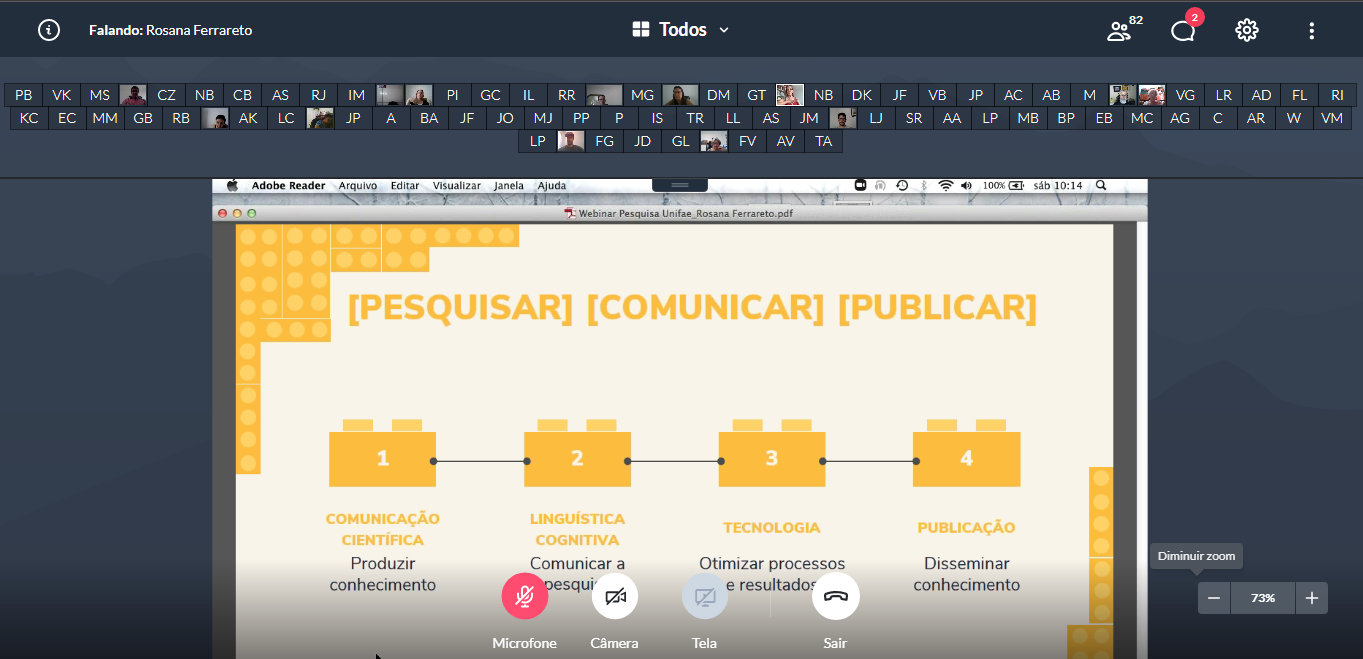 Falando: Rosana Ferrareto
Todos
82
2
PB VK MS CZ NB CB AS RJ IM PI GC IL RR MG DM GT NB DK JF VB JP AC AB M VG LR AD FL RI
KC EC MM GB RB AK LC JP A BA JF JO MJ PP P IS TR LL AS JM LJ SR AA LP MB BP EB MC AG C AR W VM
LP FG JD GL FV AV TA
Adobe Reader Arquivo Editar Visualizar Janela Ajuda 100% sáb 10:14
Webinar Pesquisa Unifae_Rosana Ferrareto.pdf
[PESQUISAR] [COMUNICAR] [PUBLICAR]
1 2 3 4
COMUNICAÇÃO
CIENTÍFICA
Produzir
conhecimento
LINGUÍSTICA
COGNITIVA
Comunicar a
TECNOLOGIA
Otimizar processos
e resultados
PUBLICAÇÃO
Disseminar
conhecimento
Diminuir zoom
73%
Microfone Câmera Tela Sair